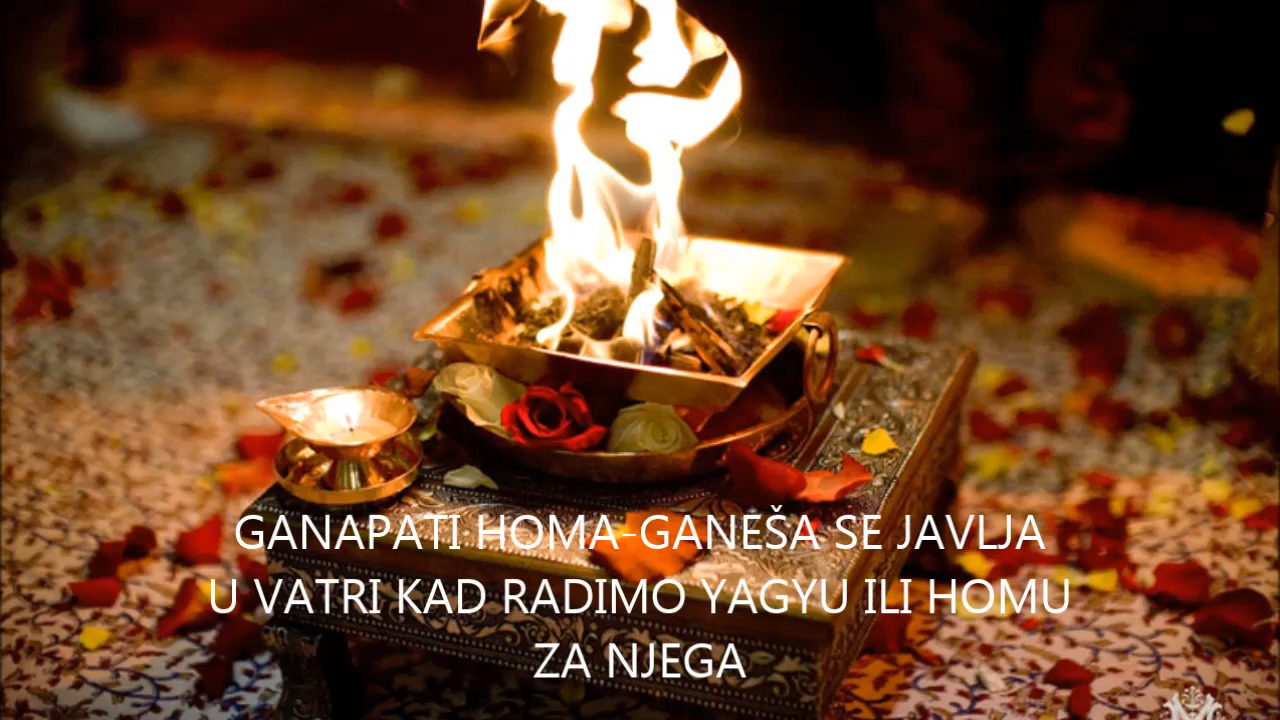 GANAPATI HOMA-GANEŠA SE JAVLJA
U VATRI KAD RADIMO YAGYU ILI HOMU
ZA NJEGA